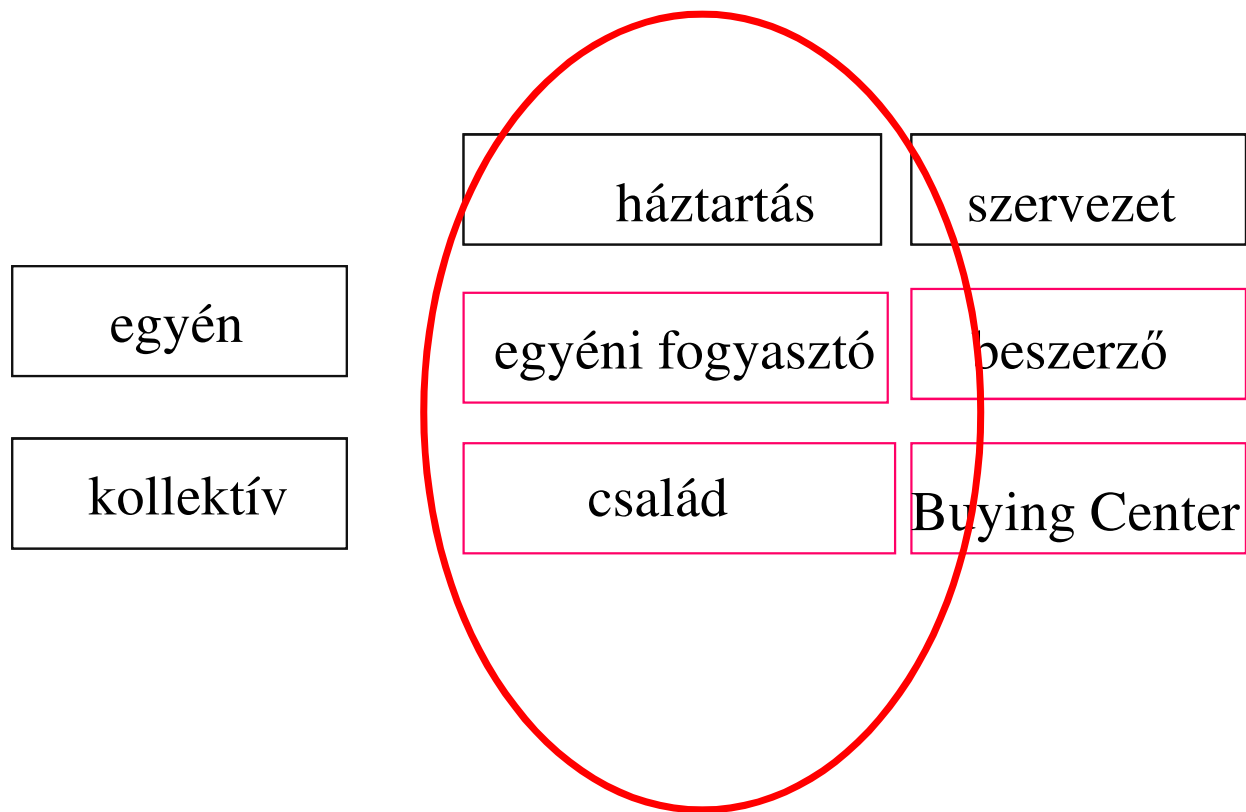 háztartás
szervezet
egyén
egyéni fogyasztó
beszerző
kollektív
család
Buying Center